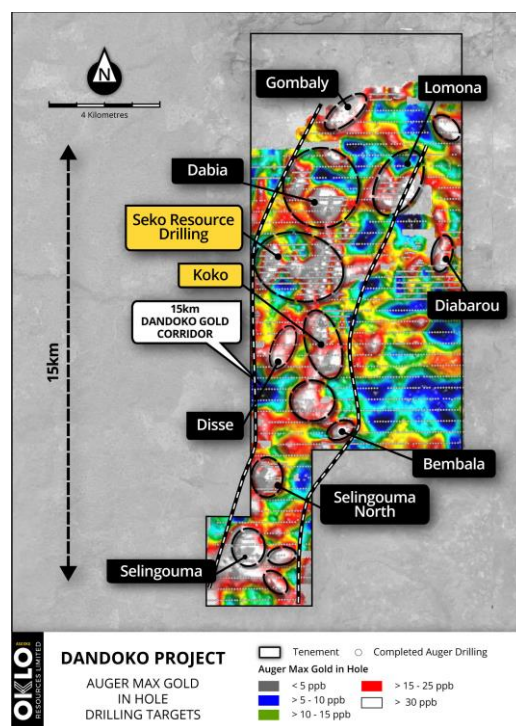 N
4 Kilometres
Gombaly
Lomona
Dabia
Seko Resource
Drilling
Koko
15km
DANDOKO GOLD
CORRIDOR
Diabarou
15km
Disse
Bembala
Selingouma
North
Selingouma
OKLO
RESOURCES LIMITED
DANDOKO PROJECT
AUGER MAX GOLD
IN HOLE
DRILLING TARGETS
Tenement
Completed Auger Drilling
Auger Max Gold in Hole
< 5 ppb
> 5 - 10 ppb
> 10 - 15 ppb
> 15 - 25 ppb
> 30 ppb